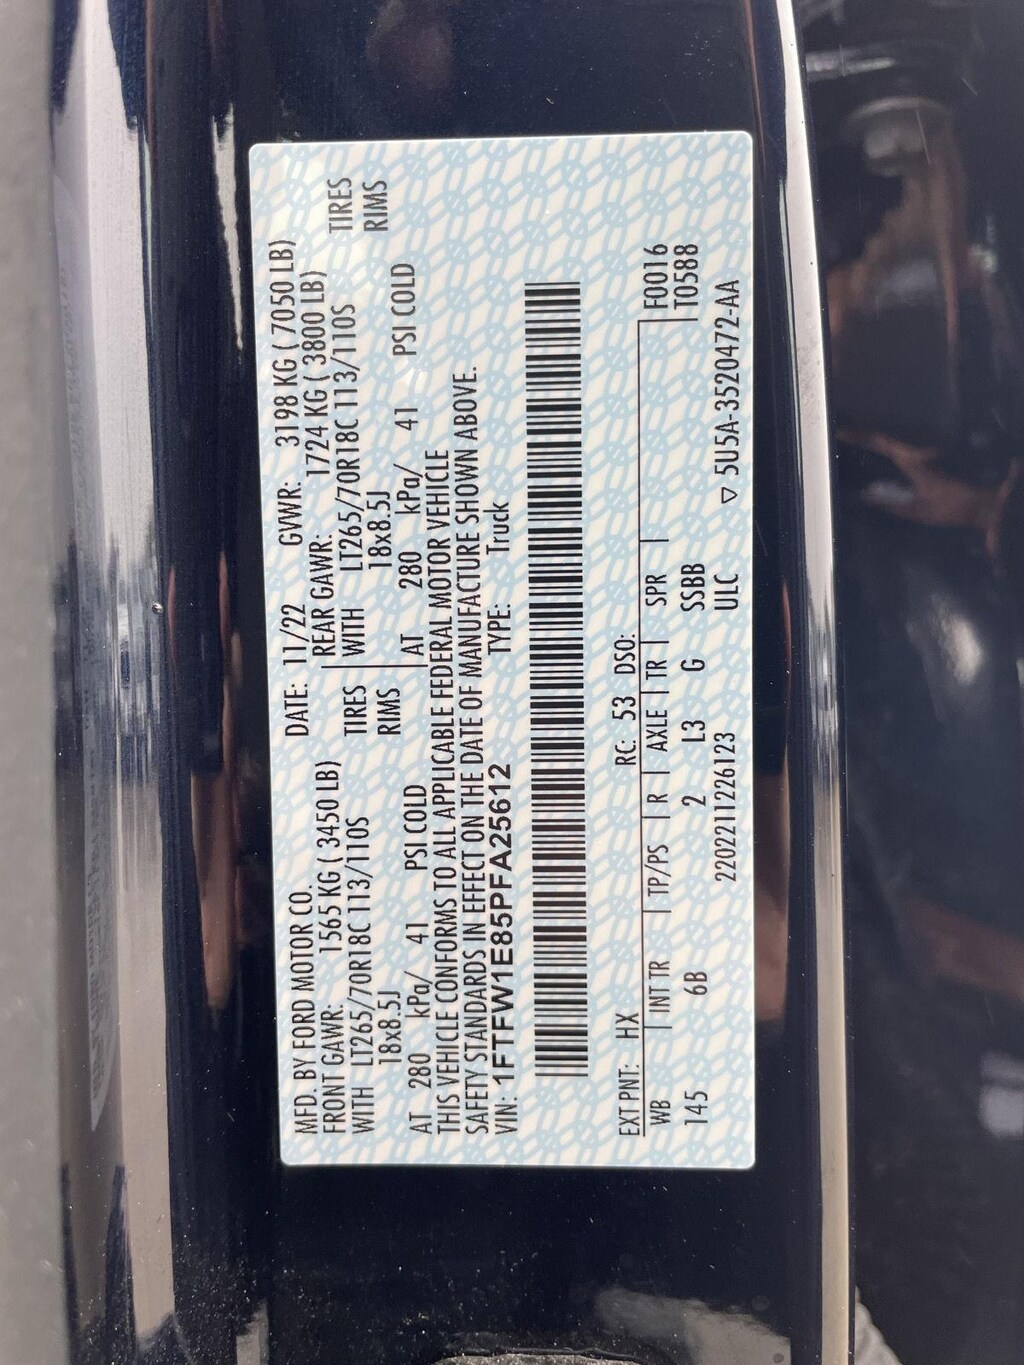 MFD. BY FORD MOTOR CO. DATE: 11/22 GVWR: 3198 KG ( 7050 LB)
FRONT GAWR: 1565 KG ( 3450 LB) REAR GAWR: 1724 KG ( 3800 LB)
WITH LT265/70R18C 113/110S TIRES WITH LT265/70R18C 113/110S TIRES
18x8.5J RIMS 18x8.5J RIMS
AT 280 kPa/ 41 PSI COLD AT 280 kPa/ 41 PSI COLD
THIS VEHICLE CONFORMS TO ALL APPLICABLE FEDERAL MOTOR VEHICLE
SAFETY STANDARDS IN EFFECT ON THE DATE OF MANUFACTURE SHOWN ABOVE.
VIN: 1FTFW1E85PFA25612 TYPE: Truck
EXT PNT: HX RC: 53 DSO: F0016
WB INT TR TP/PS R AXLE TR SPR T0588
145 6B 2 L3 G SSBB
220221122612​3 ULC ▽ 5U5A-3520472-AA